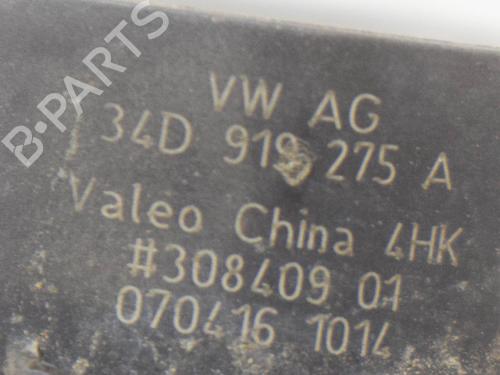 B-PARTS
VW AG
34D 919 275 A
Valeo China 4HK
#308409 01
070416 1014